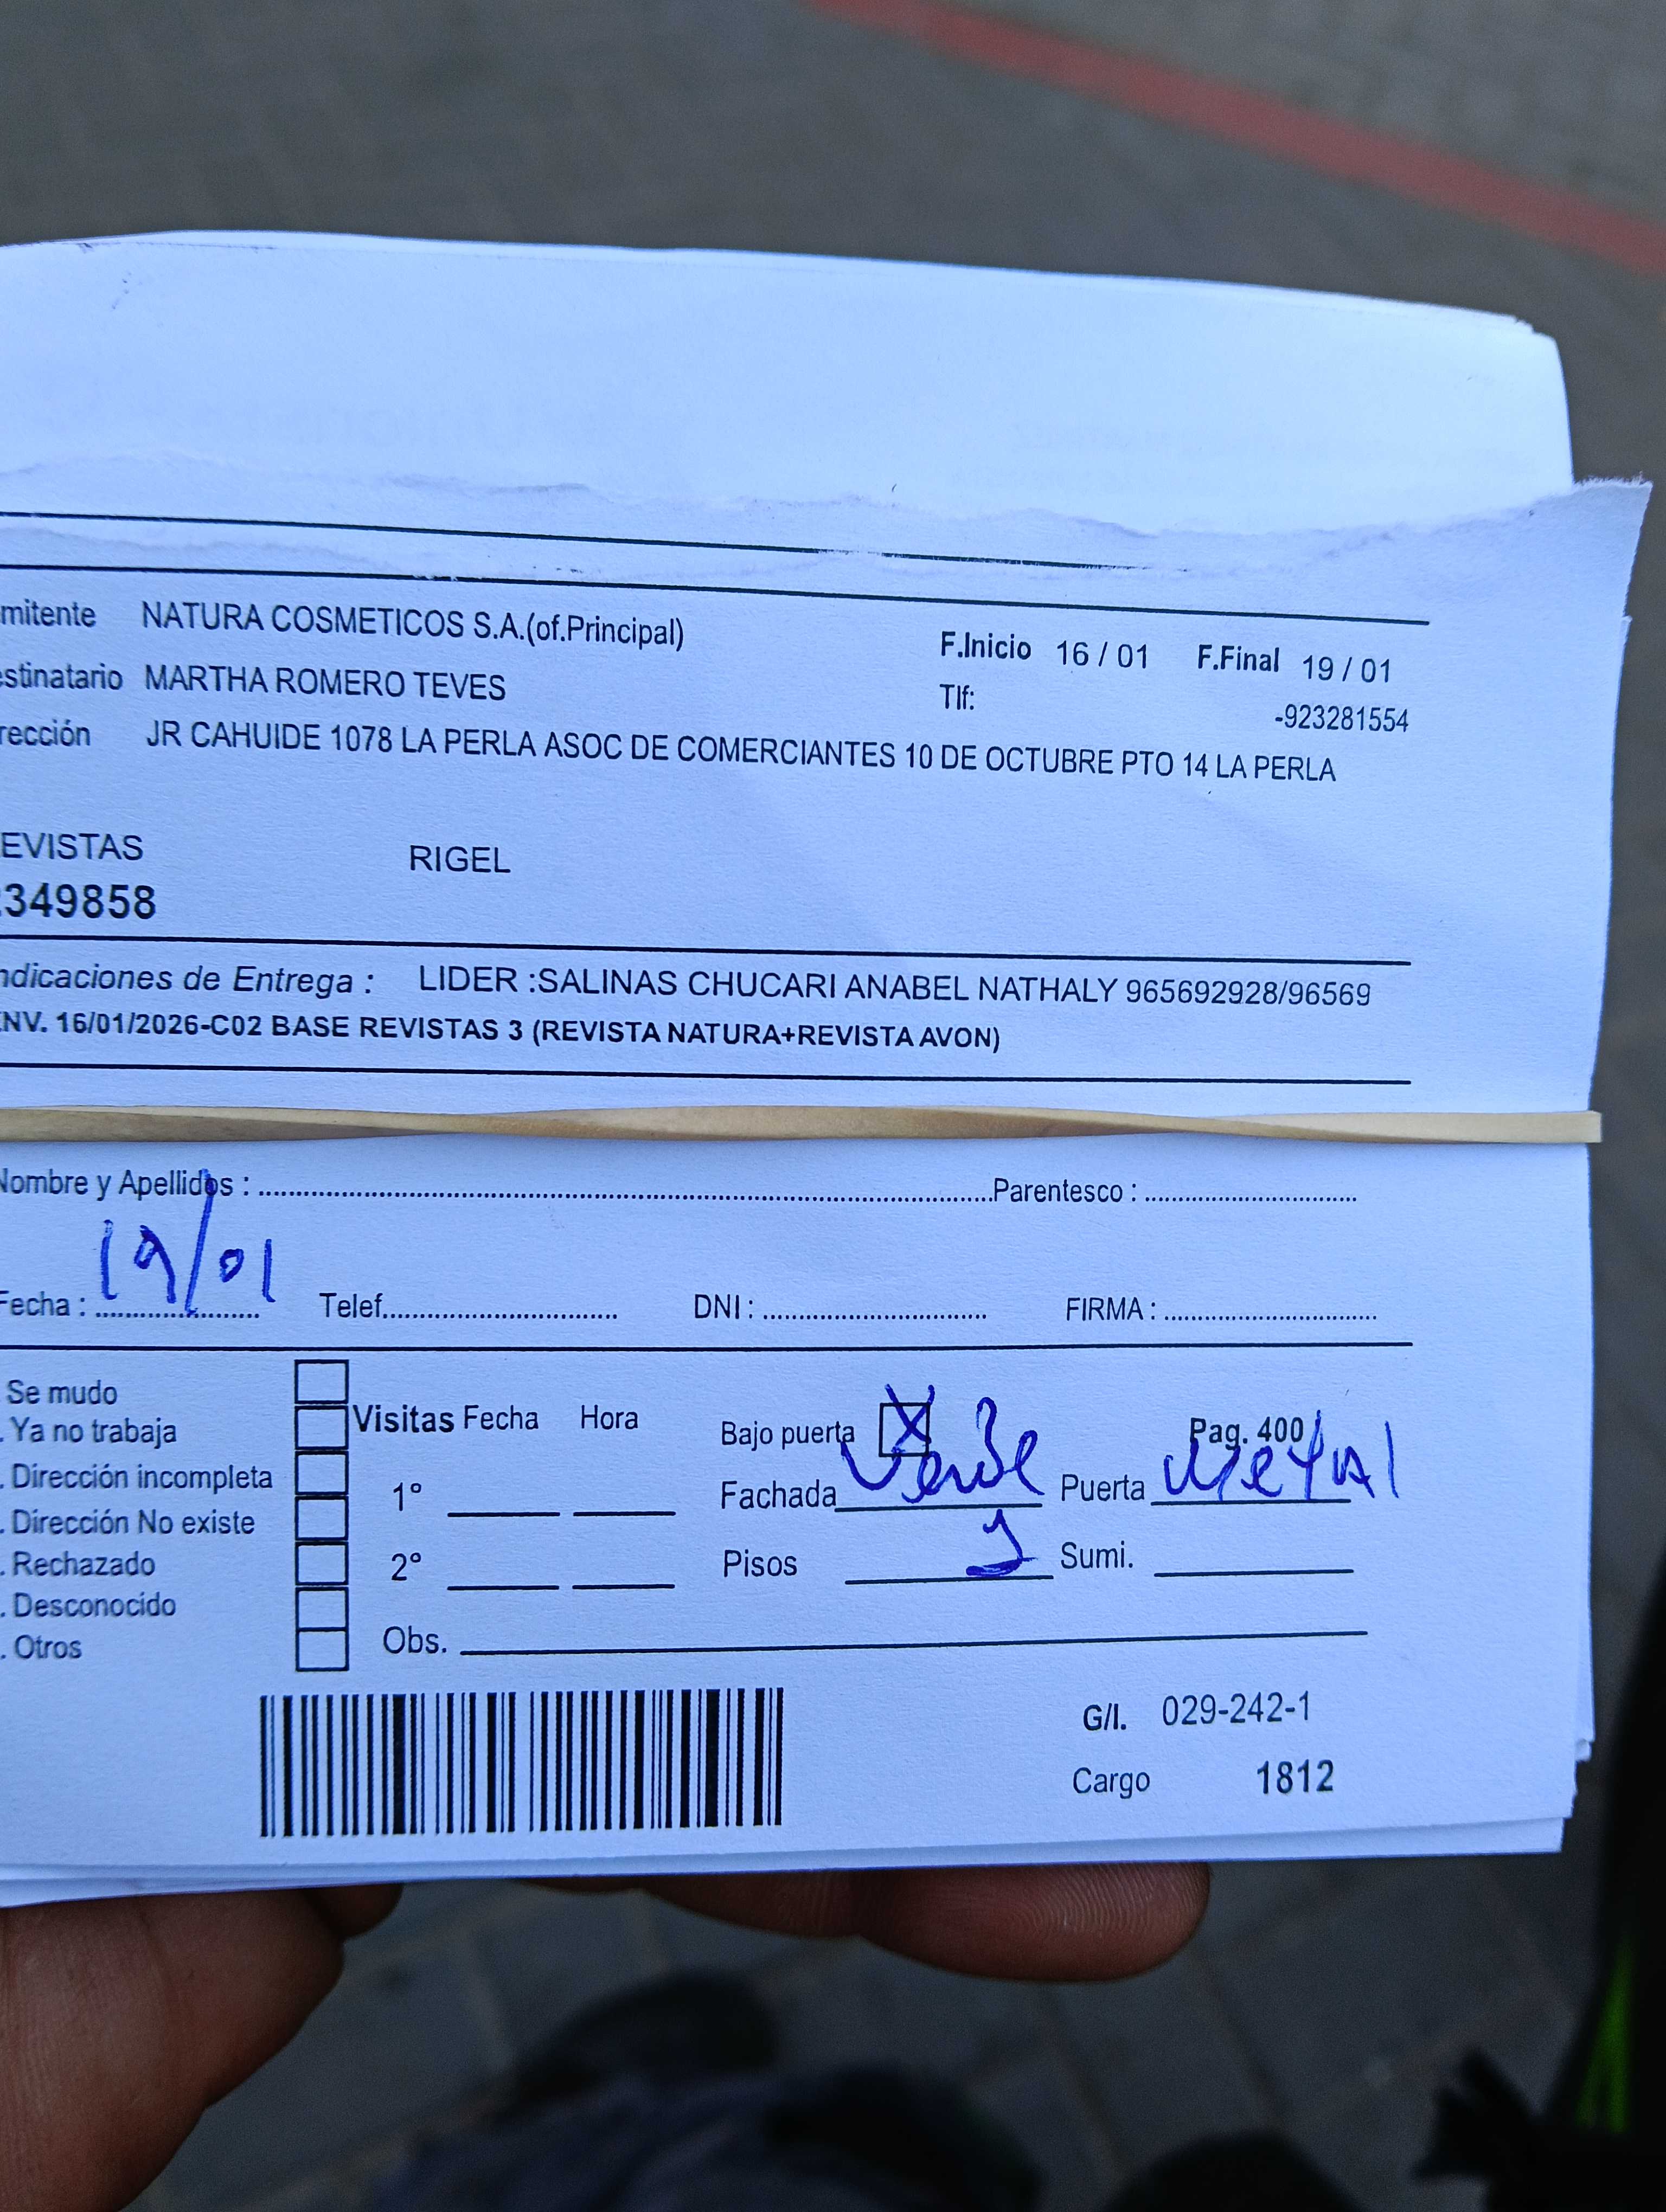 mitente NATURA COSMETICOS S.A.(of.Principal) F.Inicio 16 / 01 F.Final 19 / 01
estinatario MARTHA ROMERO TEVES Tlf: -923281554
rección JR CAHUIDE 1078 LA PERLA ASOC DE COMERCIANTES 10 DE OCTUBRE PTO 14 LA PERLA
EVISTAS RIGEL
349858
ndicaciones de Entrega : LIDER :SALINAS CHUCARI ANABEL NATHALY 965692928/96569
ENV. 16/01/2026-C02 BASE REVISTAS 3 (REVISTA NATURA+REVISTA AVON)
Nombre y Apellidos : Parentesco :
Fecha : 19/01 Telef. DNI : FIRMA :
Se mudo
. Ya no trabaja
. Dirección incompleta
. Dirección No existe
. Rechazado
. Desconocido
. Otros
Visitas Fecha Hora
1°
2°
Obs.
Bajo puerta X Pag. 400
Fachada Verde Puerta Metal
Pisos 1 Sumi.
G/I. 029-242-1
Cargo 1812